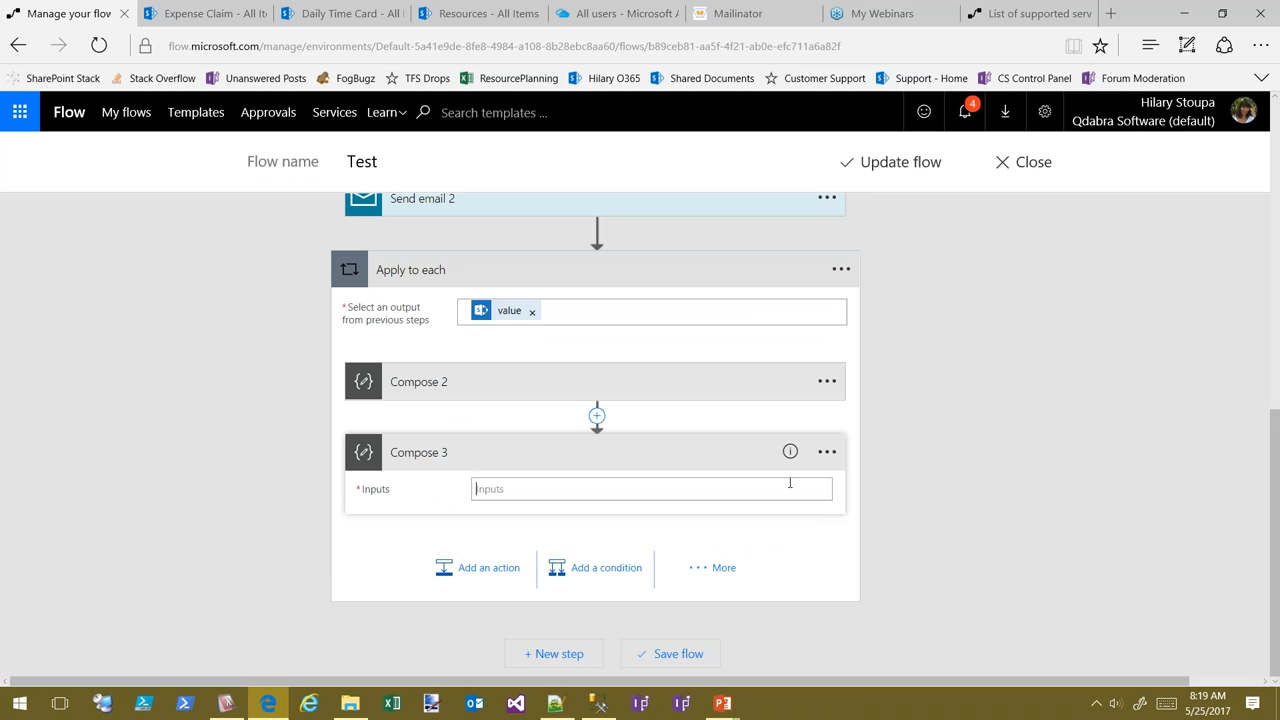 Manage your flow
Expense Claim - All It
Daily Time Card - All
Resources - All Items
All users - Microsoft
Mailinator
My Webinars
List of supported serv
flow.microsoft.com/manage/environments/Default-5a41e9de-8fe8-4984-a108-8b28ebc8aa60/flows/b89ceb81-aa5f-4f21-ab0e-efc711a6a82f
SharePoint Stack
Stack Overflow
Unanswered Posts
FogBugz
TFS Drops
ResourcePlanning
Hilary O365
Shared Documents
Customer Support
Support - Home
CS Control Panel
Forum Moderation
Flow
My flows
Templates
Approvals
Services
Learn
Search templates ...
4
Hilary Stoupa
Qdabra Software (default)
Flow name
Test
Update flow
Close
Send email 2
Apply to each
*Select an output
from previous steps
value ×
Compose 2
Compose 3
*Inputs
Inputs
Add an action
Add a condition
More
+ New step
Save flow
8:19 AM
5/25/2017